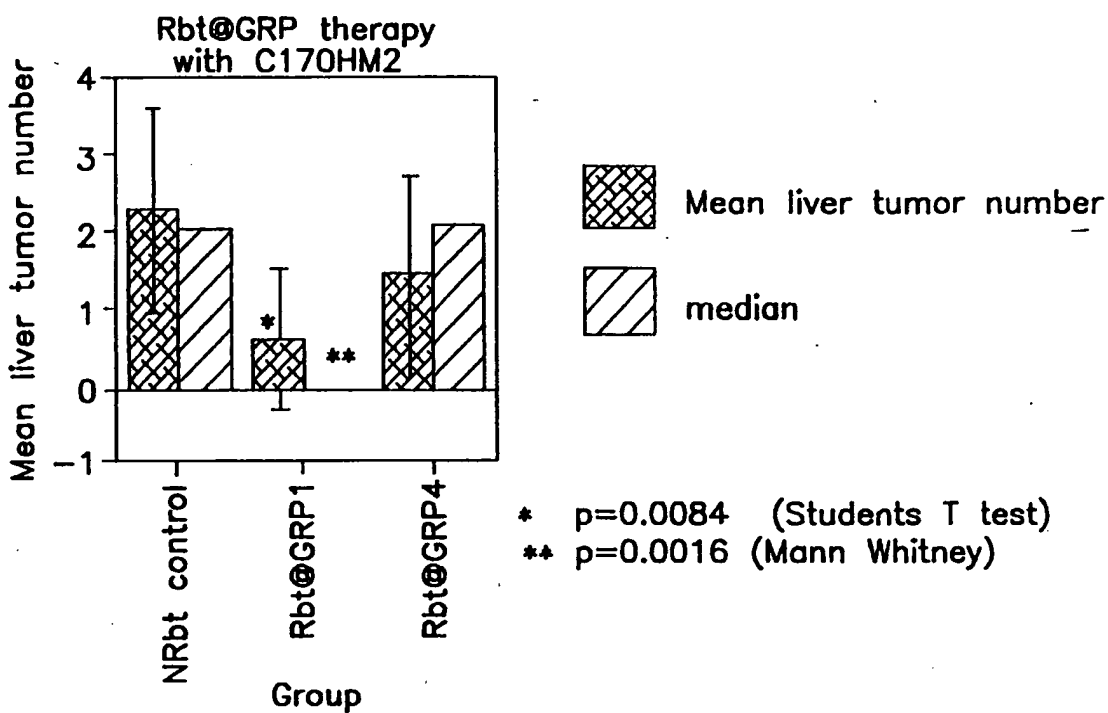 Rbt@GRP therapy
with C170HM2
Mean liver tumor number
4
3
2
1
0
-1
*
**
NRbt control
Rbt@GRP1
Rbt@GRP4
Group
Mean liver tumor number
median
* p=0.0084 (Students T test)
** p=0.0016 (Mann Whitney)